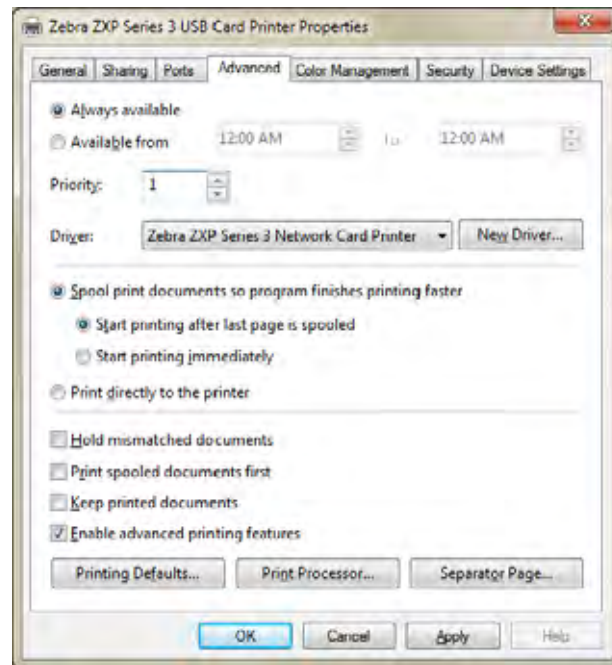 Zebra ZXP Series 3 USB Card Printer Properties
General Sharing Ports Advanced Color Management Security Device Settings
Always available
Available from 12:00 AM To 12:00 AM
Priority: 1
Driver: Zebra ZXP Series 3 Network Card Printer New Driver...
Spool print documents so program finishes printing faster
Start printing after last page is spooled
Start printing immediately
Print directly to the printer
Hold mismatched documents
Print spooled documents first
Keep printed documents
Enable advanced printing features
Printing Defaults... Print Processor... Separator Page...
OK Cancel Apply Help